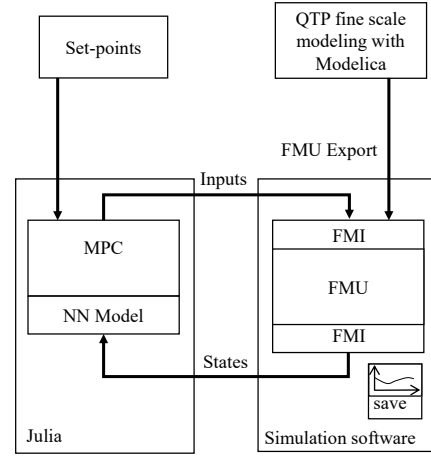 Set-points
QTP fine scale
modeling with
Modelica
FMU Export
Inputs
MPC
NN Model
FMI
FMU
FMI
States
save
Julia
Simulation software